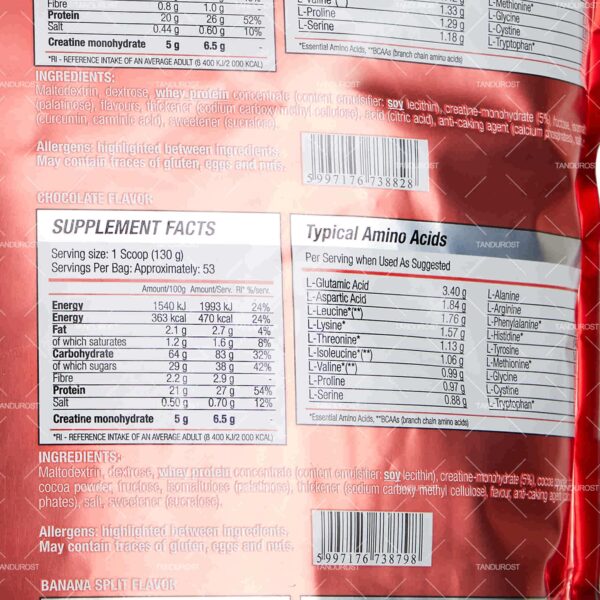 Fibre 0.8 g 1.0 g -
Protein 20 g 26 g 52%
Salt 0.44 g 0.60 g 10%
Creatine monohydrate 5 g 6.5 g -
*RI - REFERENCE INTAKE OF AN AVERAGE ADULT (8 400 KJ/2 000 KCAL)
L-Valine*(**)
L-Proline 1.33 g
L-Serine 1.29 g
1.18 g
L-Methionine*
L-Glycine
L-Cystine
L-Tryptophan*
*Essential Amino Acids, **BCAAs (branch chain amino acids)
INGREDIENTS:
Maltodextrin, dextrose, whey protein concentrate (content emulsifier: soy lecithin), creatine-monohydrate (5%), fructose,
(palatinose), flavours, thickener (sodium carboxy methyl cellulose), acid (citric acid), anti-caking agent (calcium phosphates),
(curcumin, carminic acid), sweetener (sucralose).
Allergens: highlighted between ingredients.
May contain traces of gluten, eggs and nuts.
5 997176 738828
CHOCOLATE FLAVOR
SUPPLEMENT FACTS
Serving size: 1 Scoop (130 g)
Servings Per Bag: Approximately: 53
Amount/100g Amount/Serv. RI* %/serv.
Energy 1540 kJ 1993 kJ 24%
Energy 363 kcal 470 kcal 24%
Fat 2.1 g 2.7 g 4%
of which saturates 1.2 g 1.6 g 8%
Carbohydrate 64 g 83 g 32%
of which sugars 29 g 38 g 42%
Fibre 2.2 g 2.9 g -
Protein 21 g 27 g 54%
Salt 0.50 g 0.70 g 12%
Creatine monohydrate 5 g 6.5 g -
*RI - REFERENCE INTAKE OF AN AVERAGE ADULT (8 400 KJ/2 000 KCAL)
Typical Amino Acids
Per Serving when Used As Suggested
L-Glutamic Acid 3.40 g
L-Aspartic Acid 1.84 g
L-Leucine*(**) 1.76 g
L-Lysine* 1.57 g
L-Threonine* 1.13 g
L-Isoleucine*(**) 1.06 g
L-Valine*(**) 0.99 g
L-Proline 0.97 g
L-Serine 0.88 g
L-Alanine
L-Arginine
L-Phenylalanine*
L-Histidine*
L-Tyrosine
L-Methionine*
L-Glycine
L-Cystine
L-Tryptophan*
*Essential Amino Acids, **BCAAs (branch chain amino acids)
INGREDIENTS:
Maltodextrin, dextrose, whey protein concentrate (content emulsifier: soy lecithin), creatine-monohydrate (5%), cocoa
cocoa powder, fructose, isomaltulose (palatinose), thickener (sodium carboxy methyl cellulose), flavour, anti-caking agent
phates), salt, sweetener (sucralose).
Allergens: highlighted between ingredients.
May contain traces of gluten, eggs and nuts.
5 997176 738798
BANANA SPLIT FLAVOR
TANDUROST